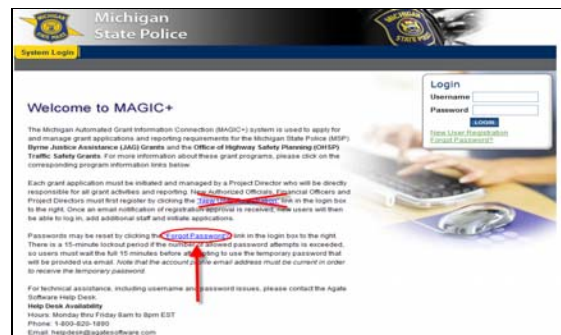 Michigan
State Police
System Login
Login
Username
Password
LOGIN
New User Registration
Forgot Password?
Welcome to MAGIC+
The Michigan Automated Grant Information Connection (MAGIC+) system is used to apply for
and manage grant applications and reporting requirements for the Michigan State Police (MSP)
Byrne Justice Assistance (JAG) Grants and the Office of Highway Safety Planning (OHSP)
Traffic Safety Grants. For more information about these grant programs, please click on the
corresponding program information links below.
Each grant application must be initiated and managed by a Project Director who will be directly
responsible for all grant activities and reporting. New Authorized Officials, Financial Officers and
Project Directors must first register by clicking the link in the login box
to the right. Once an email notification of registration approval is received, new users will then
be able to log in, add additional staff and initiate applications.
Passwords may be reset by clicking the "Forgot Password" link in the login box to the right.
There is a 15-minute lockout period if the number of allowed password attempts is exceeded,
so users must wait the full 15 minutes before attempting to use the temporary password that
will be provided via email. Note that the account profile email address must be current in order
to receive the temporary password.
For technical assistance, including username and password issues, please contact the Agate
Software Help Desk.
Help Desk Availability
Hours: Monday thru Friday 8am to 8pm EST
Phone: 1-800-820-1890
Email: helpdesk@agatesoftware.com